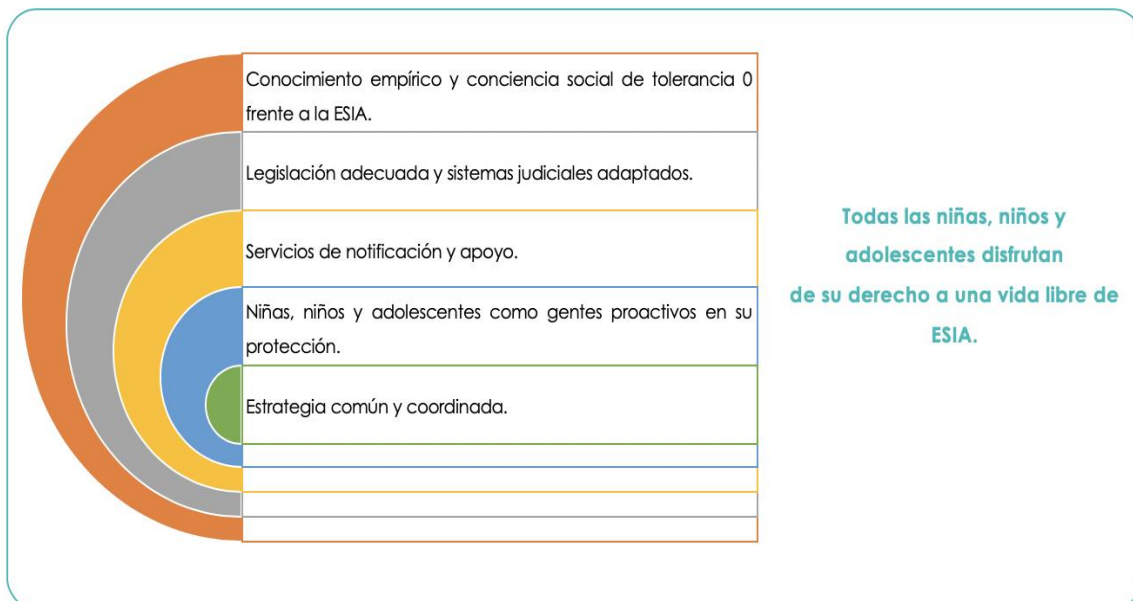 Conocimiento empírico y conciencia social de tolerancia 0
frente a la ESIA.
Legislación adecuada y sistemas judiciales adaptados.
Servicios de notificación y apoyo.
Niñas, niños y adolescentes como gentes proactivos en su
protección.
Estrategia común y coordinada.
Todas las niñas, niños y
adolescentes disfrutan
de su derecho a una vida libre de
ESIA.